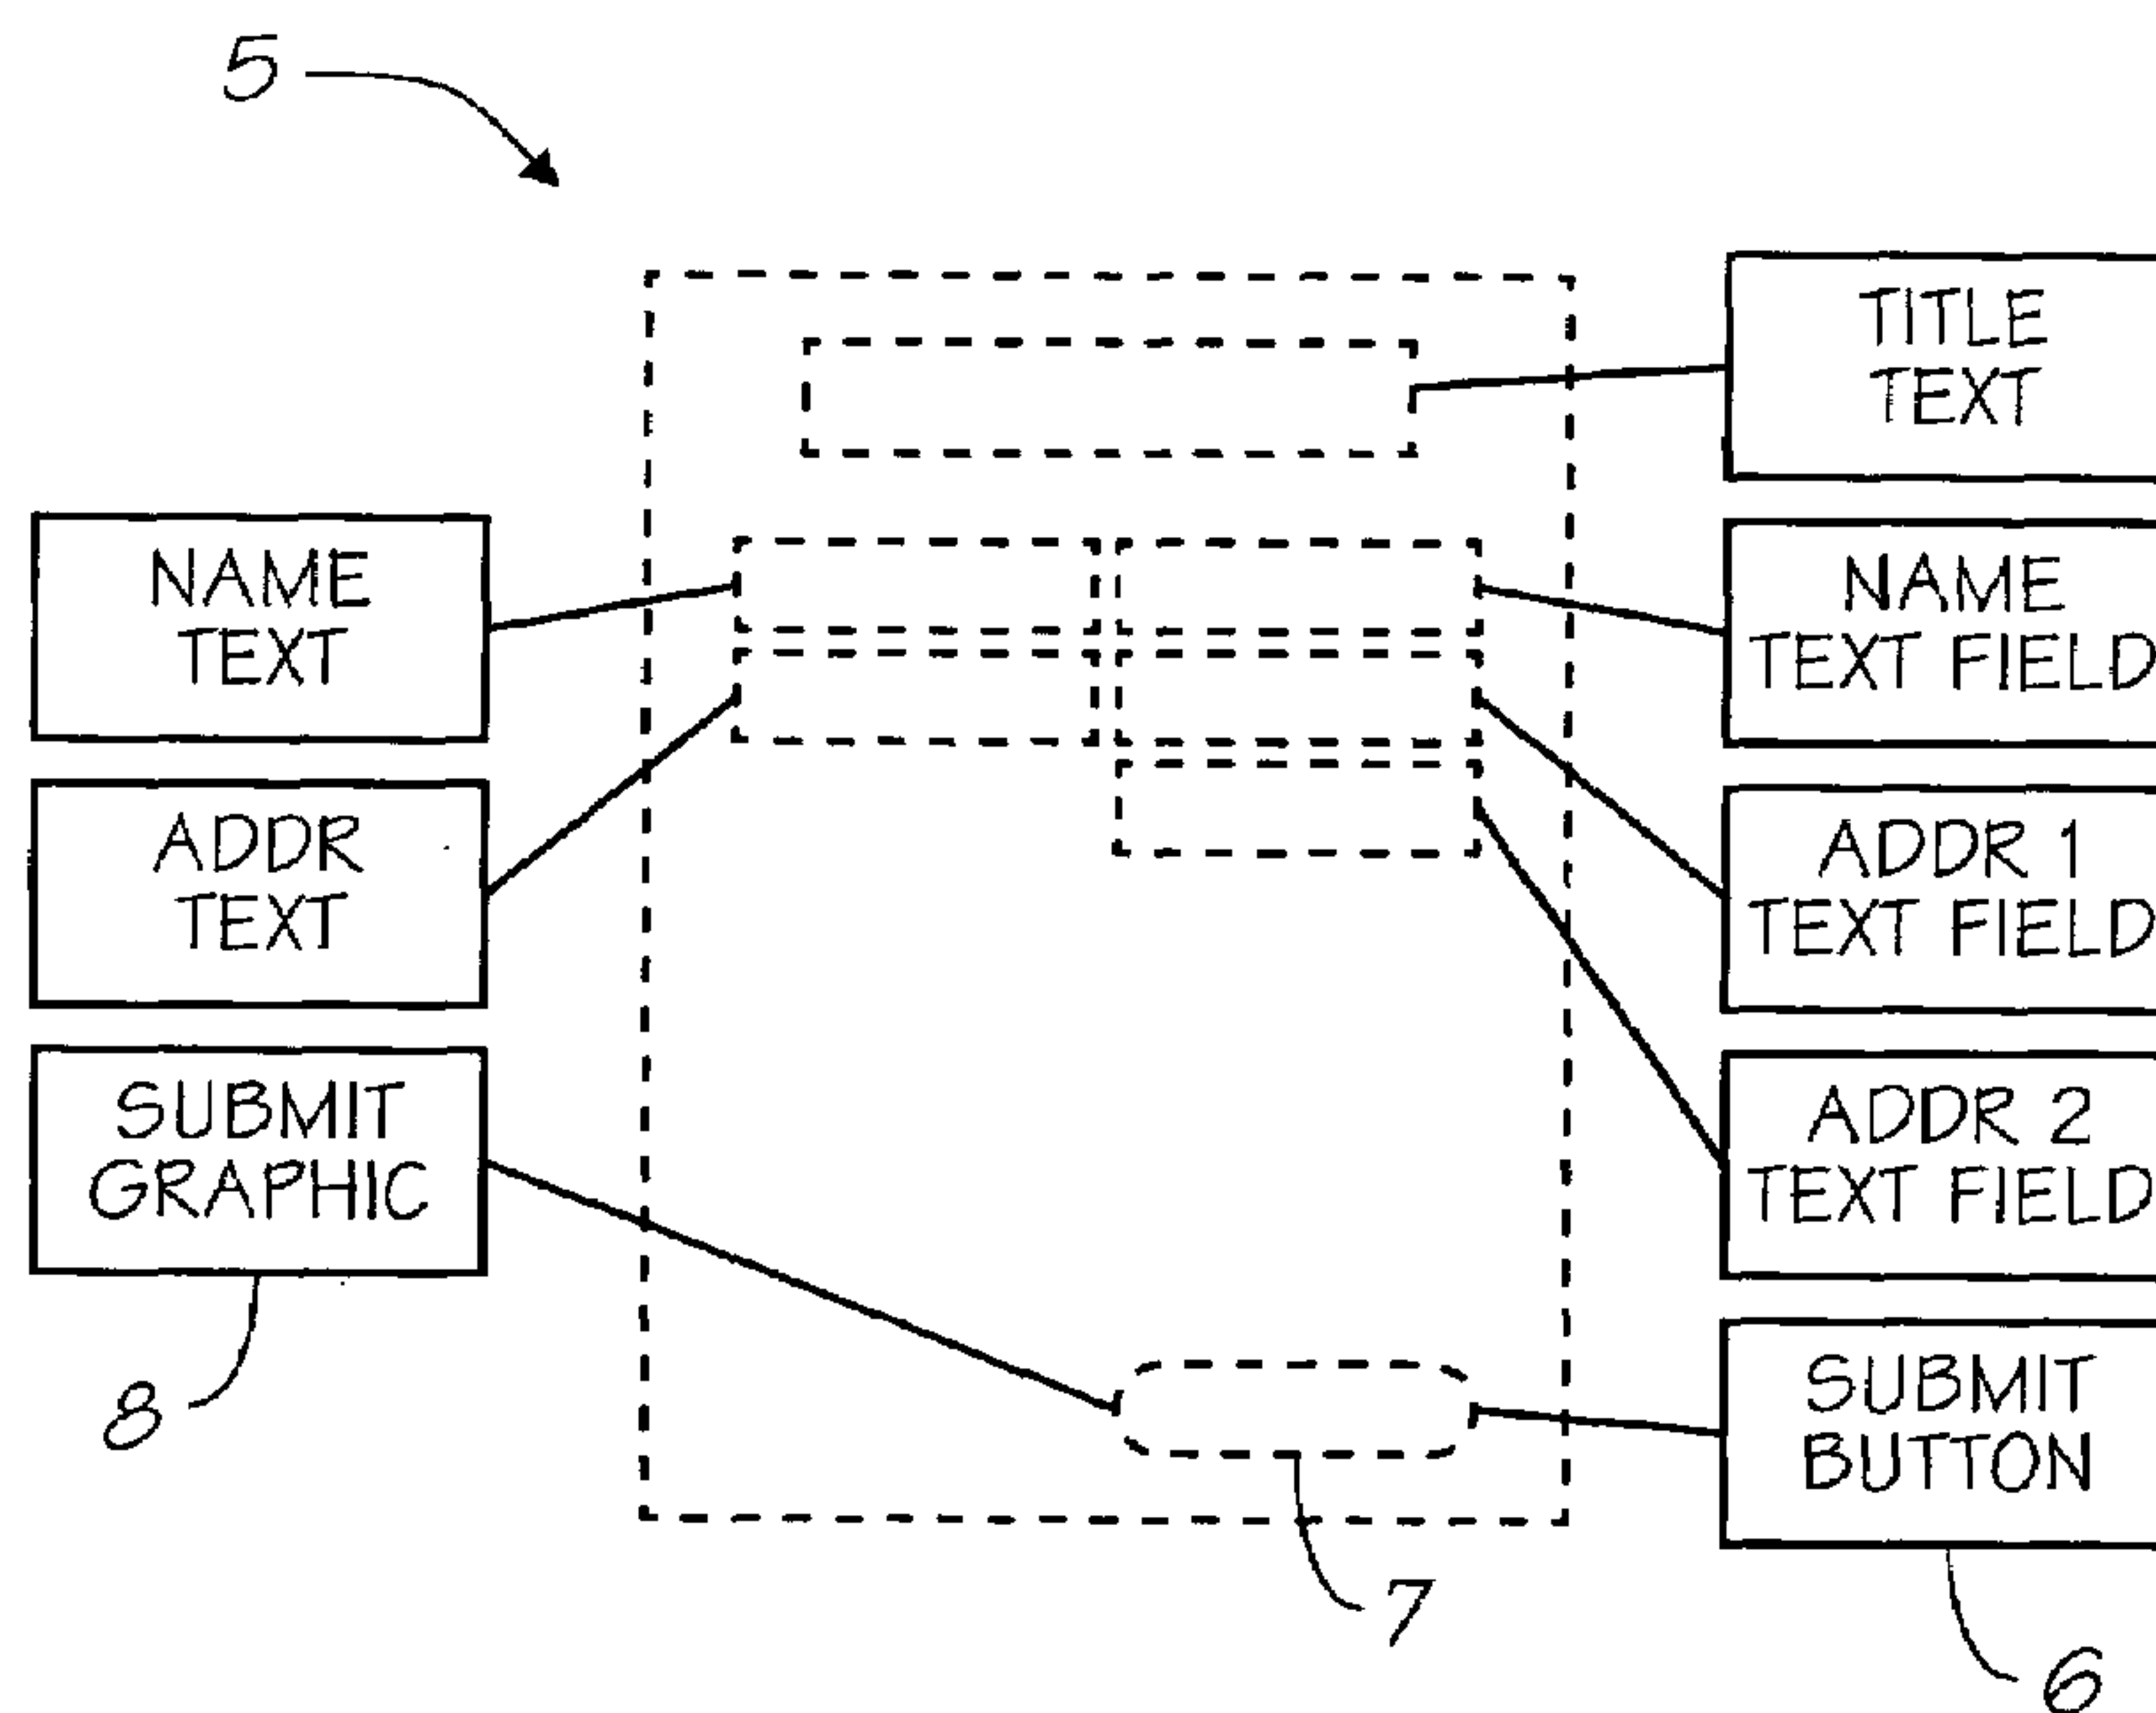 5
TITLE
TEXT
NAME
TEXT
NAME
TEXT FIELD
ADDR
TEXT
ADDR 1
TEXT FIELD
SUBMIT
GRAPHIC
ADDR 2
TEXT FIELD
SUBMIT
BUTTON
8
7
6